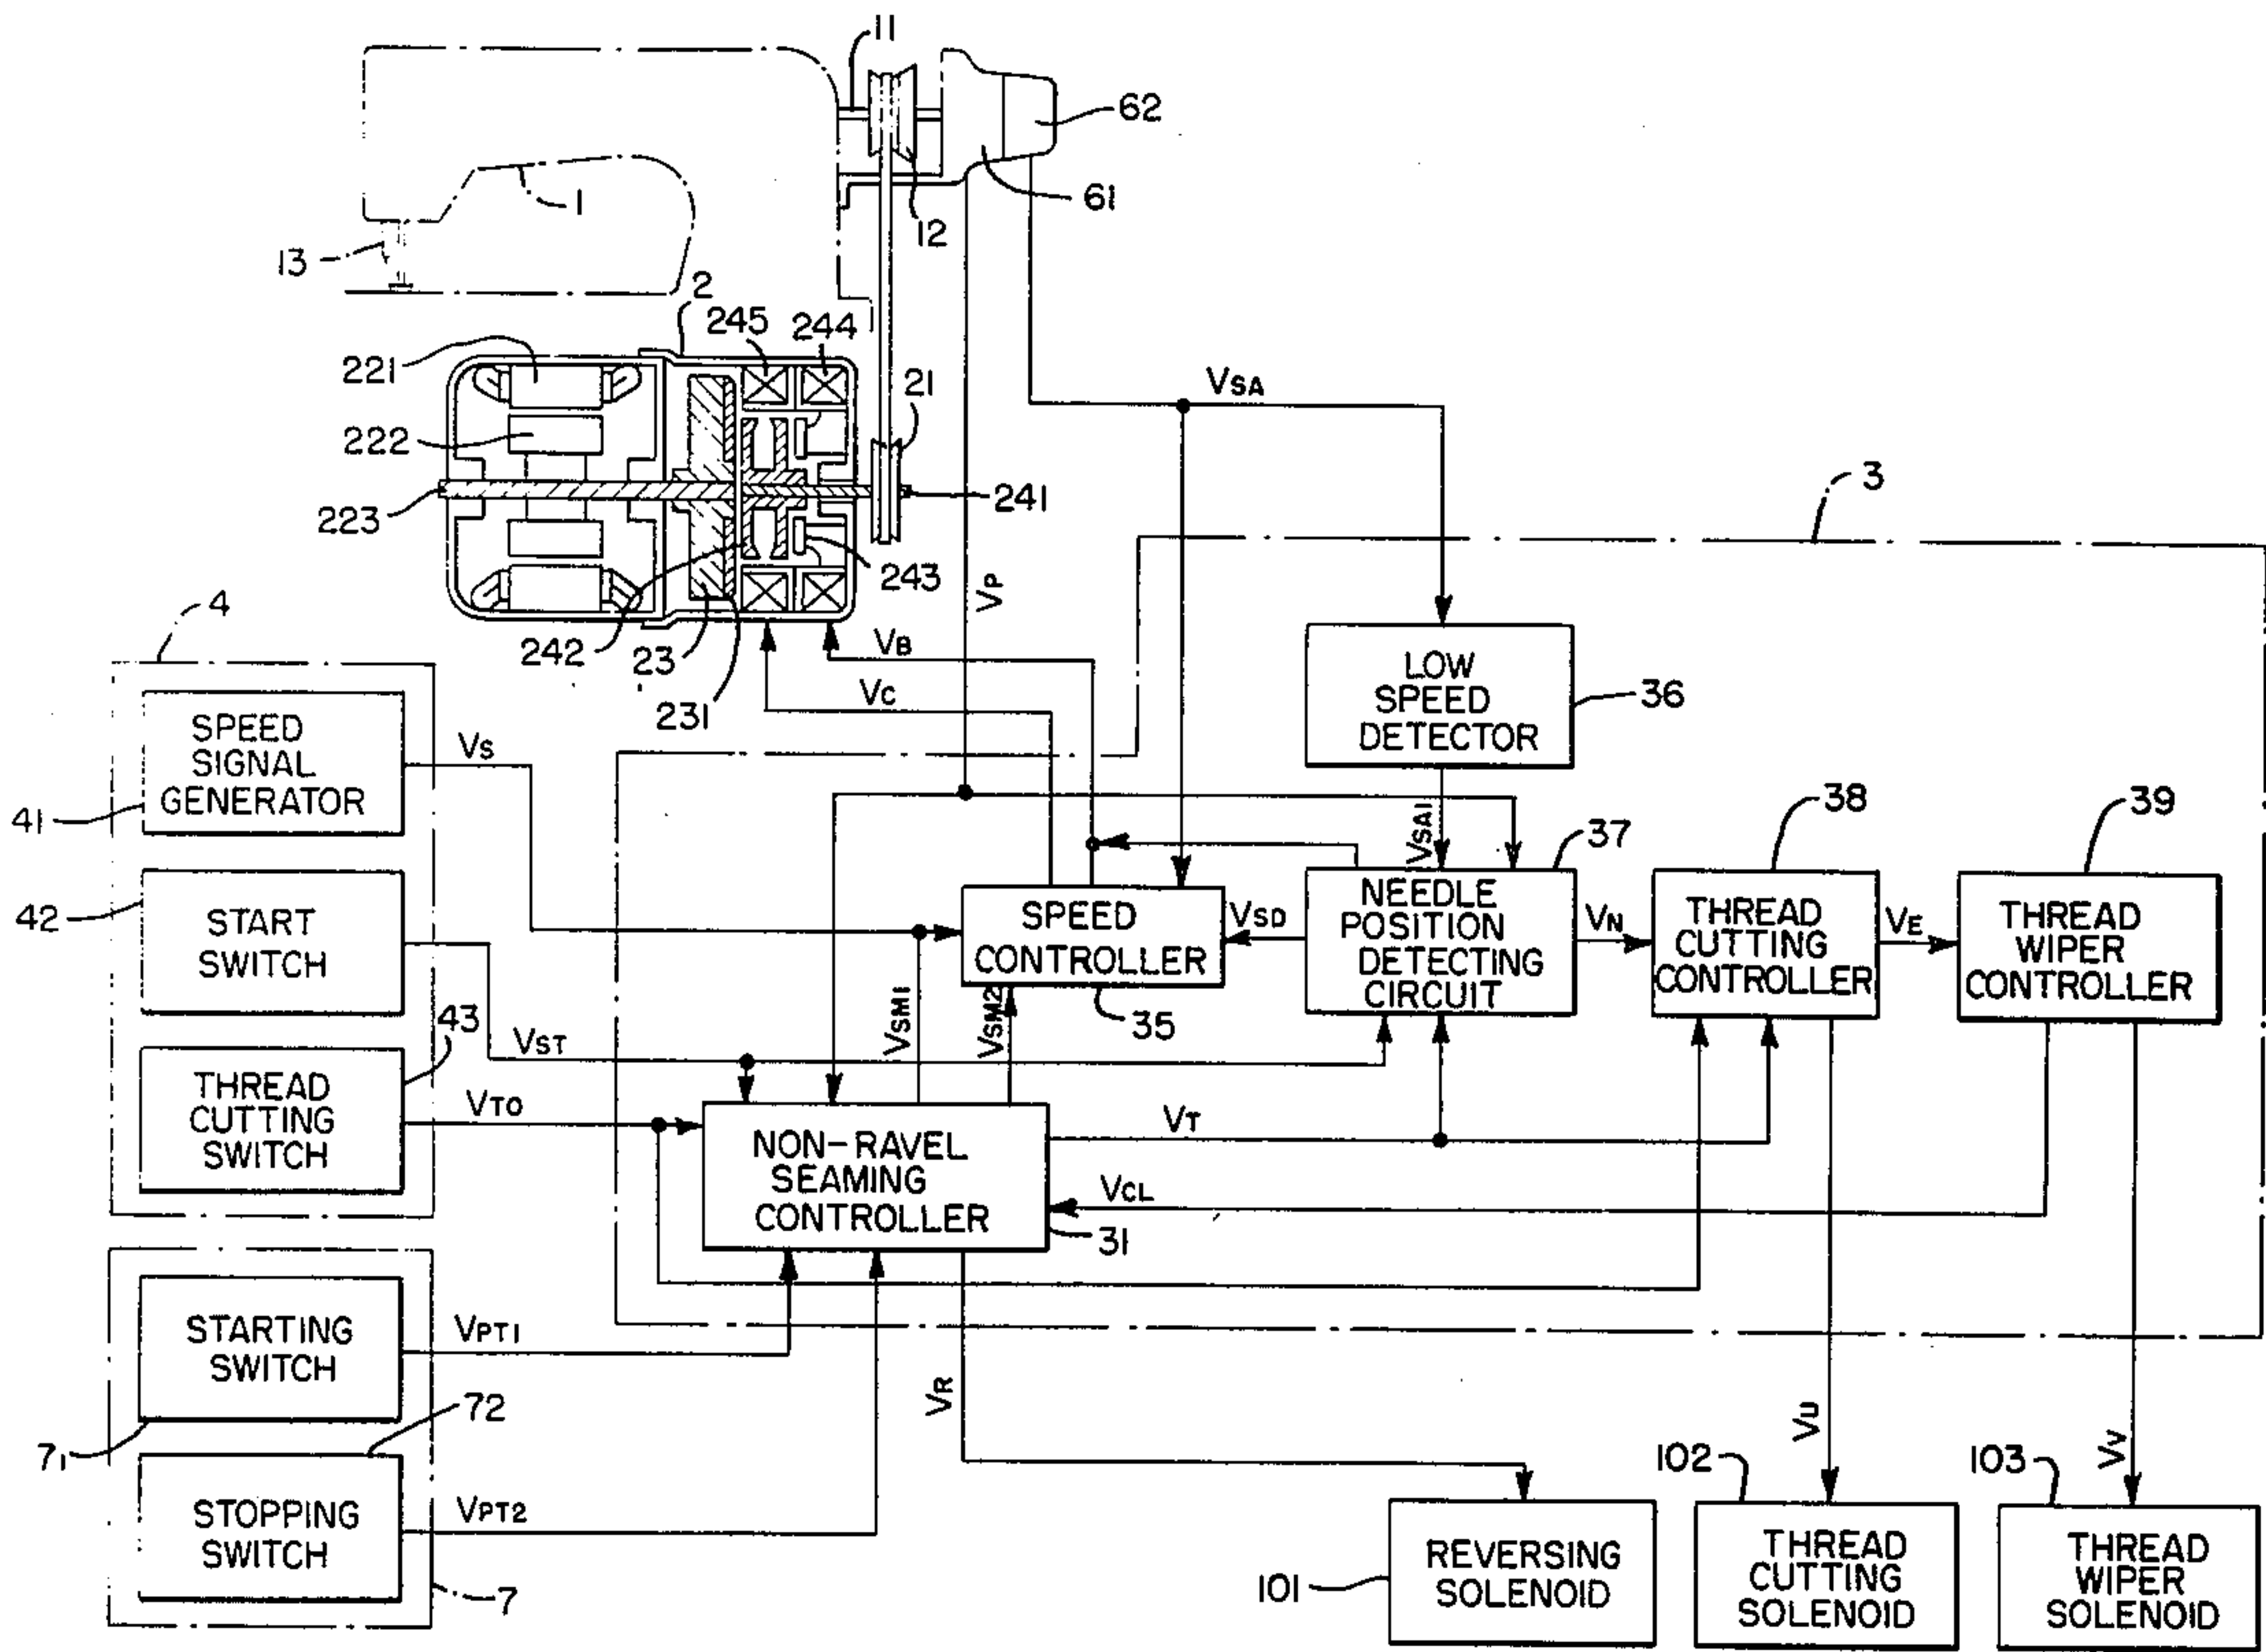 11
62
61
12
1
13
2
245
244
221
21
VSA
222
223
241
3
243
242
23
231
VP
VB
VC
4
LOW
SPEED
DETECTOR
36
SPEED
SIGNAL
GENERATOR
41
VS
VSA1
37
38
39
START
SWITCH
42
SPEED
CONTROLLER
35
VSD
NEEDLE
POSITION
DETECTING
CIRCUIT
VN
THREAD
CUTTING
CONTROLLER
VE
THREAD
WIPER
CONTROLLER
VSM1
VSM2
VST
43
THREAD
CUTTING
SWITCH
VTO
NON-RAVEL
SEAMING
CONTROLLER
31
VT
VCL
STARTING
SWITCH
71
VPT1
72
STOPPING
SWITCH
VPT2
7
VR
VU
VV
101
REVERSING
SOLENOID
102
THREAD
CUTTING
SOLENOID
103
THREAD
WIPER
SOLENOID